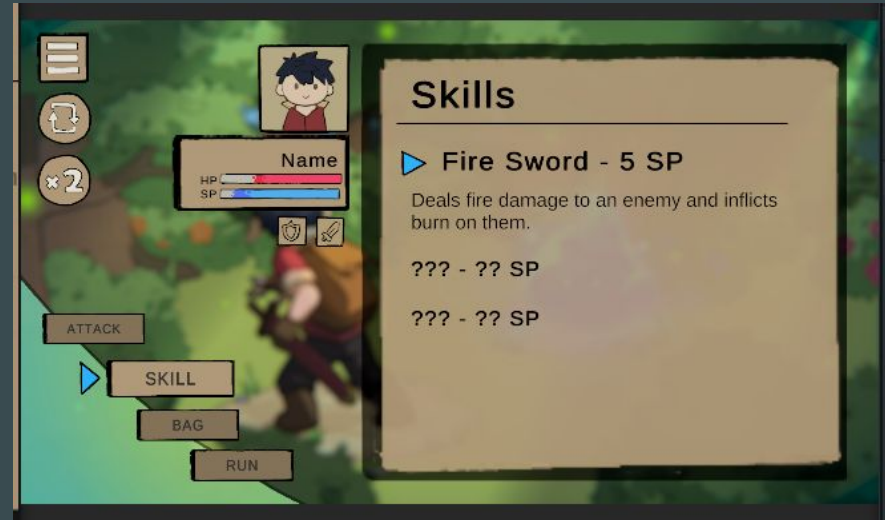 Skills
Fire Sword - 5 SP
Deals fire damage to an enemy and inflicts
burn on them.
??? - ?? SP
??? - ?? SP
Name
HP
SP
×2
ATTACK
SKILL
BAG
RUN